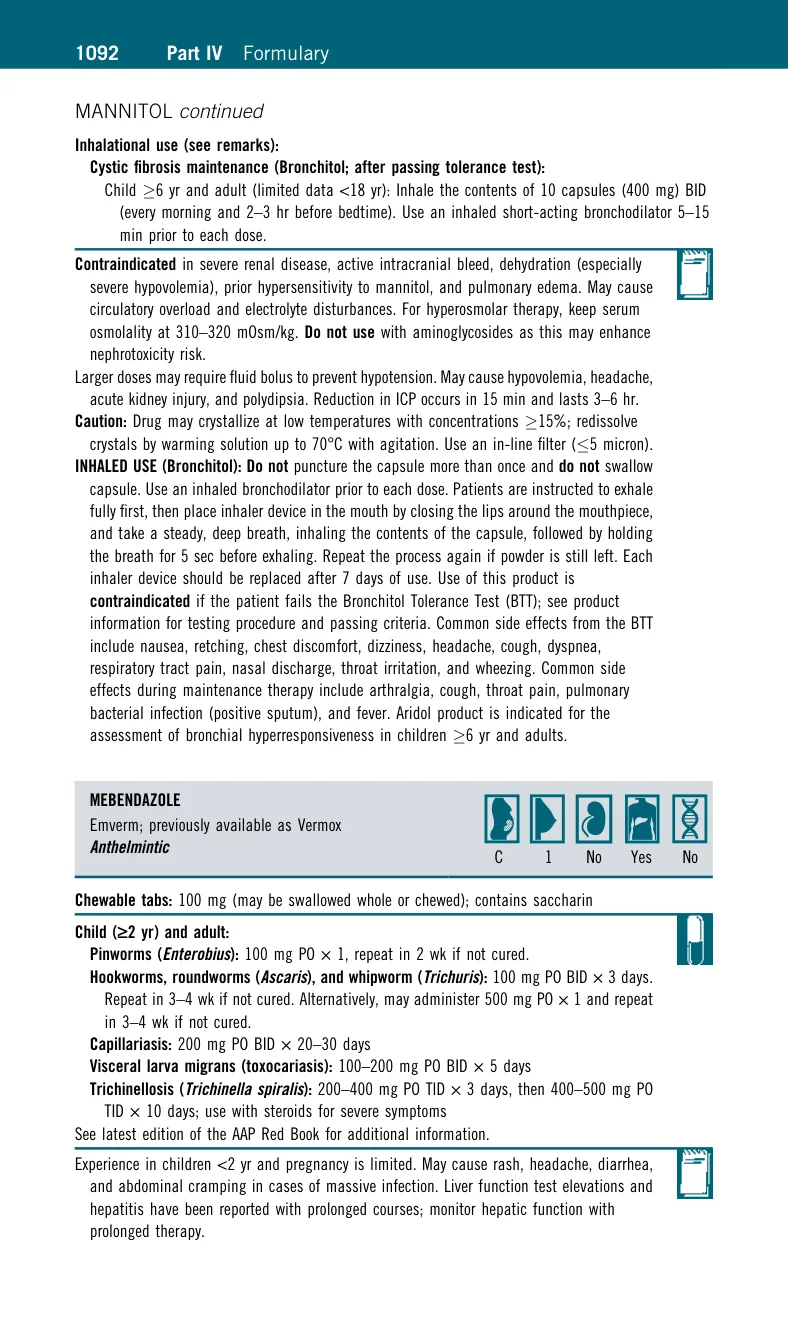 1092 Part IV Formulary
MANNITOL continued
Inhalational use (see remarks):
Cystic fibrosis maintenance (Bronchitol; after passing tolerance test):
Child ≥6 yr and adult (limited data <18 yr): Inhale the contents of 10 capsules (400 mg) BID
(every morning and 2–3 hr before bedtime). Use an inhaled short-acting bronchodilator 5–15
min prior to each dose.
Contraindicated in severe renal disease, active intracranial bleed, dehydration (especially
severe hypovolemia), prior hypersensitivity to mannitol, and pulmonary edema. May cause
circulatory overload and electrolyte disturbances. For hyperosmolar therapy, keep serum
osmolality at 310–320 mOsm/kg. Do not use with aminoglycosides as this may enhance
nephrotoxicity risk.
Larger doses may require fluid bolus to prevent hypotension. May cause hypovolemia, headache,
acute kidney injury, and polydipsia. Reduction in ICP occurs in 15 min and lasts 3–6 hr.
Caution: Drug may crystallize at low temperatures with concentrations ≥15%; redissolve
crystals by warming solution up to 70°C with agitation. Use an in-line filter (≤5 micron).
INHALED USE (Bronchitol): Do not puncture the capsule more than once and do not swallow
capsule. Use an inhaled bronchodilator prior to each dose. Patients are instructed to exhale
fully first, then place inhaler device in the mouth by closing the lips around the mouthpiece,
and take a steady, deep breath, inhaling the contents of the capsule, followed by holding
the breath for 5 sec before exhaling. Repeat the process again if powder is still left. Each
inhaler device should be replaced after 7 days of use. Use of this product is
contraindicated if the patient fails the Bronchitol Tolerance Test (BTT); see product
information for testing procedure and passing criteria. Common side effects from the BTT
include nausea, retching, chest discomfort, dizziness, headache, cough, dyspnea,
respiratory tract pain, nasal discharge, throat irritation, and wheezing. Common side
effects during maintenance therapy include arthralgia, cough, throat pain, pulmonary
bacterial infection (positive sputum), and fever. Aridol product is indicated for the
assessment of bronchial hyperresponsiveness in children ≥6 yr and adults.
MEBENDAZOLE
Emverm; previously available as Vermox
Anthelmintic
C 1 No Yes No
Chewable tabs: 100 mg (may be swallowed whole or chewed); contains saccharin
Child (≥2 yr) and adult:
Pinworms (Enterobius): 100 mg PO × 1, repeat in 2 wk if not cured.
Hookworms, roundworms (Ascaris), and whipworm (Trichuris): 100 mg PO BID × 3 days.
Repeat in 3–4 wk if not cured. Alternatively, may administer 500 mg PO × 1 and repeat
in 3–4 wk if not cured.
Capillariasis: 200 mg PO BID × 20–30 days
Visceral larva migrans (toxocariasis): 100–200 mg PO BID × 5 days
Trichinellosis (Trichinella spiralis): 200–400 mg PO TID × 3 days, then 400–500 mg PO
TID × 10 days; use with steroids for severe symptoms
See latest edition of the AAP Red Book for additional information.
Experience in children <2 yr and pregnancy is limited. May cause rash, headache, diarrhea,
and abdominal cramping in cases of massive infection. Liver function test elevations and
hepatitis have been reported with prolonged courses; monitor hepatic function with
prolonged therapy.